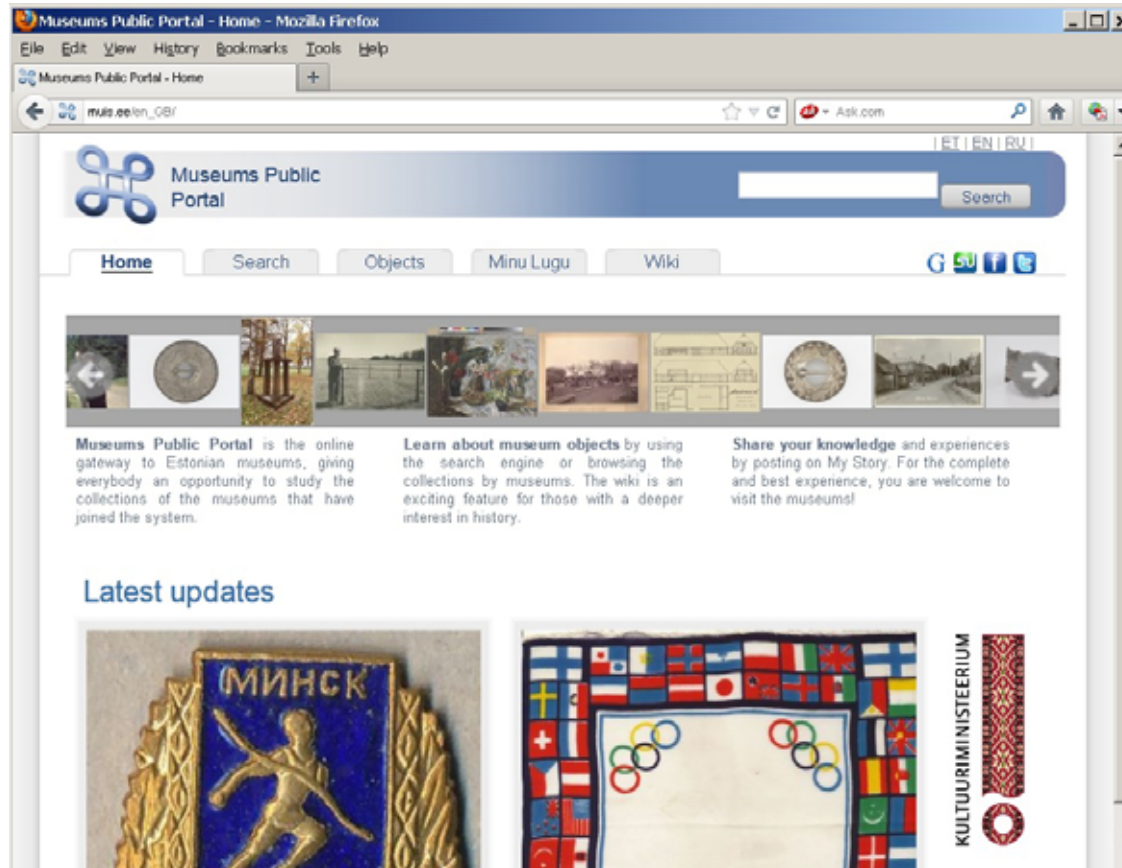 Museums Public Portal - Home - Mozilla Firefox
File Edit View History Bookmarks Tools Help
Museums Public Portal - Home
muis.ee/en_GB/
Ask.com
| ET | EN | RU |
Museums Public
Portal
Search
Home Search Objects Minu Lugu Wiki
Museums Public Portal is the online
gateway to Estonian museums, giving
everybody an opportunity to study the
collections of the museums that have
joined the system.
Learn about museum objects by using
the search engine or browsing the
collections by museums. The wiki is an
exciting feature for those with a deeper
interest in history.
Share your knowledge and experiences
by posting on My Story. For the complete
and best experience, you are welcome to
visit the museums!
Latest updates
МИНСК
KULTUURIMINISTEERIUM